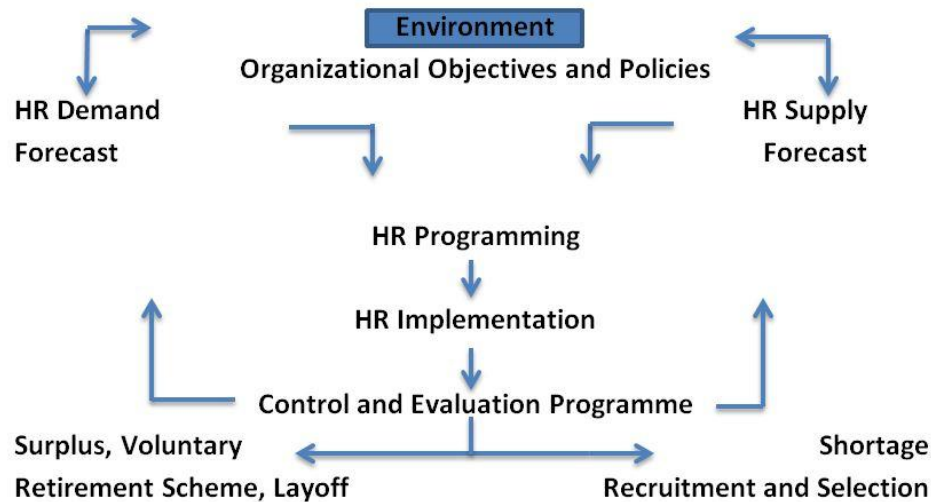 Environment
Organizational Objectives and Policies
HR Demand
Forecast
HR Supply
Forecast
HR Programming
HR Implementation
Control and Evaluation Programme
Surplus, Voluntary
Retirement Scheme, Layoff
Shortage
Recruitment and Selection